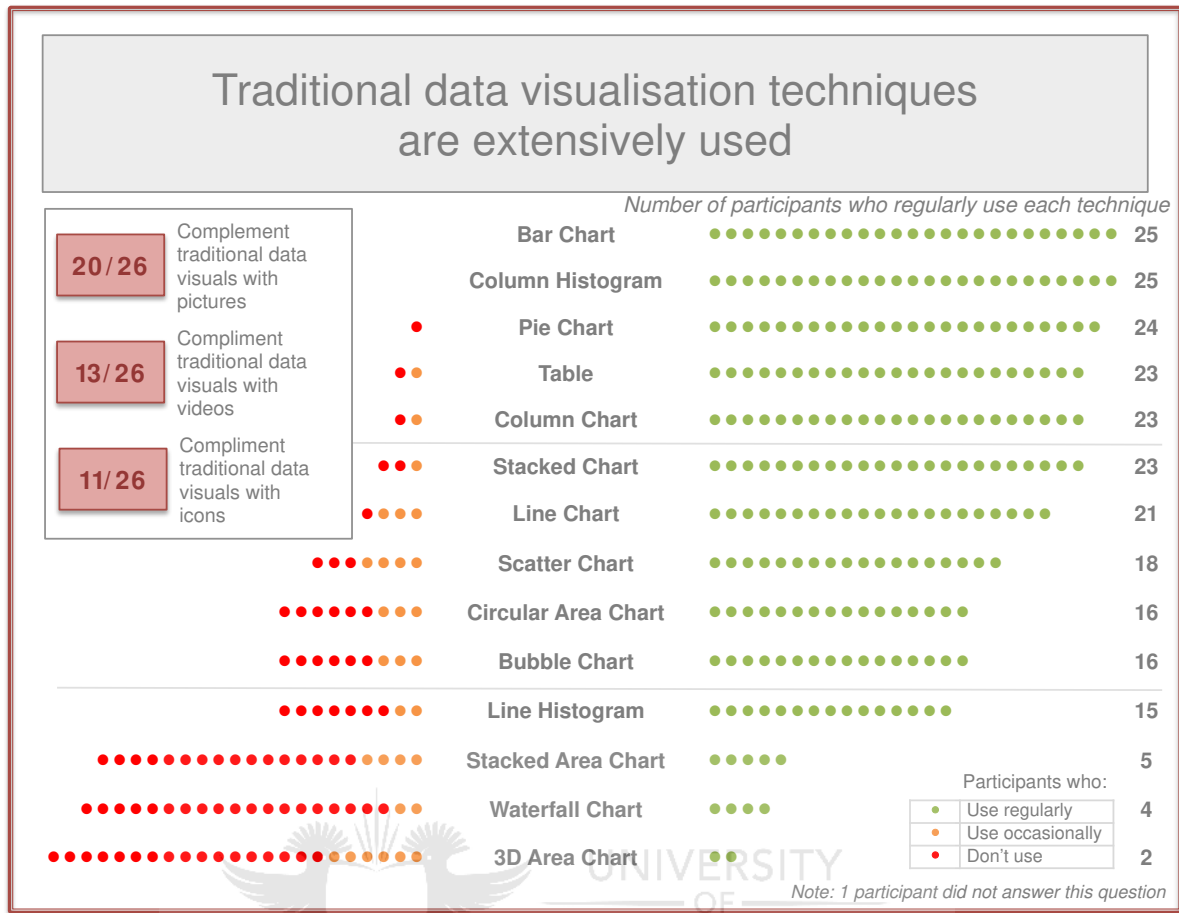 Traditional data visualisation techniques
are extensively used
Number of participants who regularly use each technique
20/26
Complement
traditional data
visuals with
pictures
13/26
Compliment
traditional data
visuals with
videos
11/26
Compliment
traditional data
visuals with
icons
Bar Chart 25
Column Histogram 25
Pie Chart 24
Table 23
Column Chart 23
Stacked Chart 23
Line Chart 21
Scatter Chart 18
Circular Area Chart 16
Bubble Chart 16
Line Histogram 15
Stacked Area Chart 5
Waterfall Chart 4
3D Area Chart 2
Participants who:
Use regularly
Use occasionally
Don't use
UNIVERSITY
OF
Note: 1 participant did not answer this question